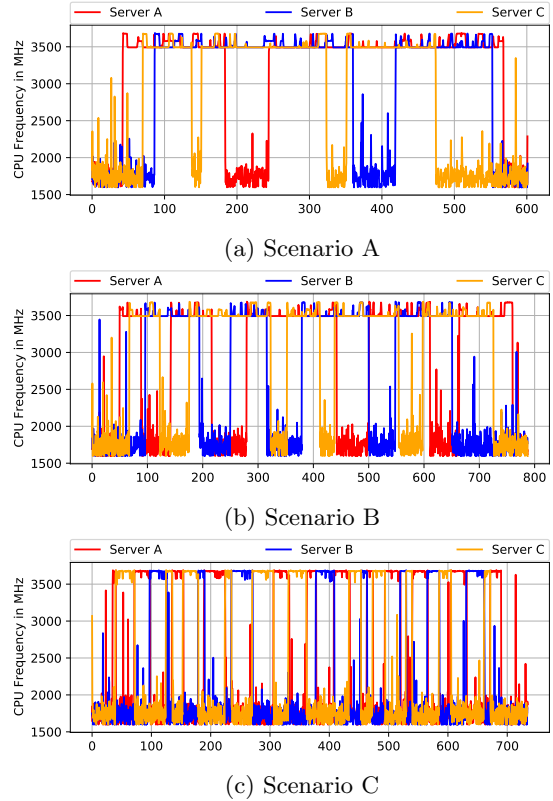 Server A Server B Server C
CPU Frequency in MHz
3500
3000
2500
2000
1500
0 100 200 300 400 500 600
(a) Scenario A
Server A Server B Server C
CPU Frequency in MHz
3500
3000
2500
2000
1500
0 100 200 300 400 500 600 700 800
(b) Scenario B
Server A Server B Server C
CPU Frequency in MHz
3500
3000
2500
2000
1500
0 100 200 300 400 500 600 700
(c) Scenario C